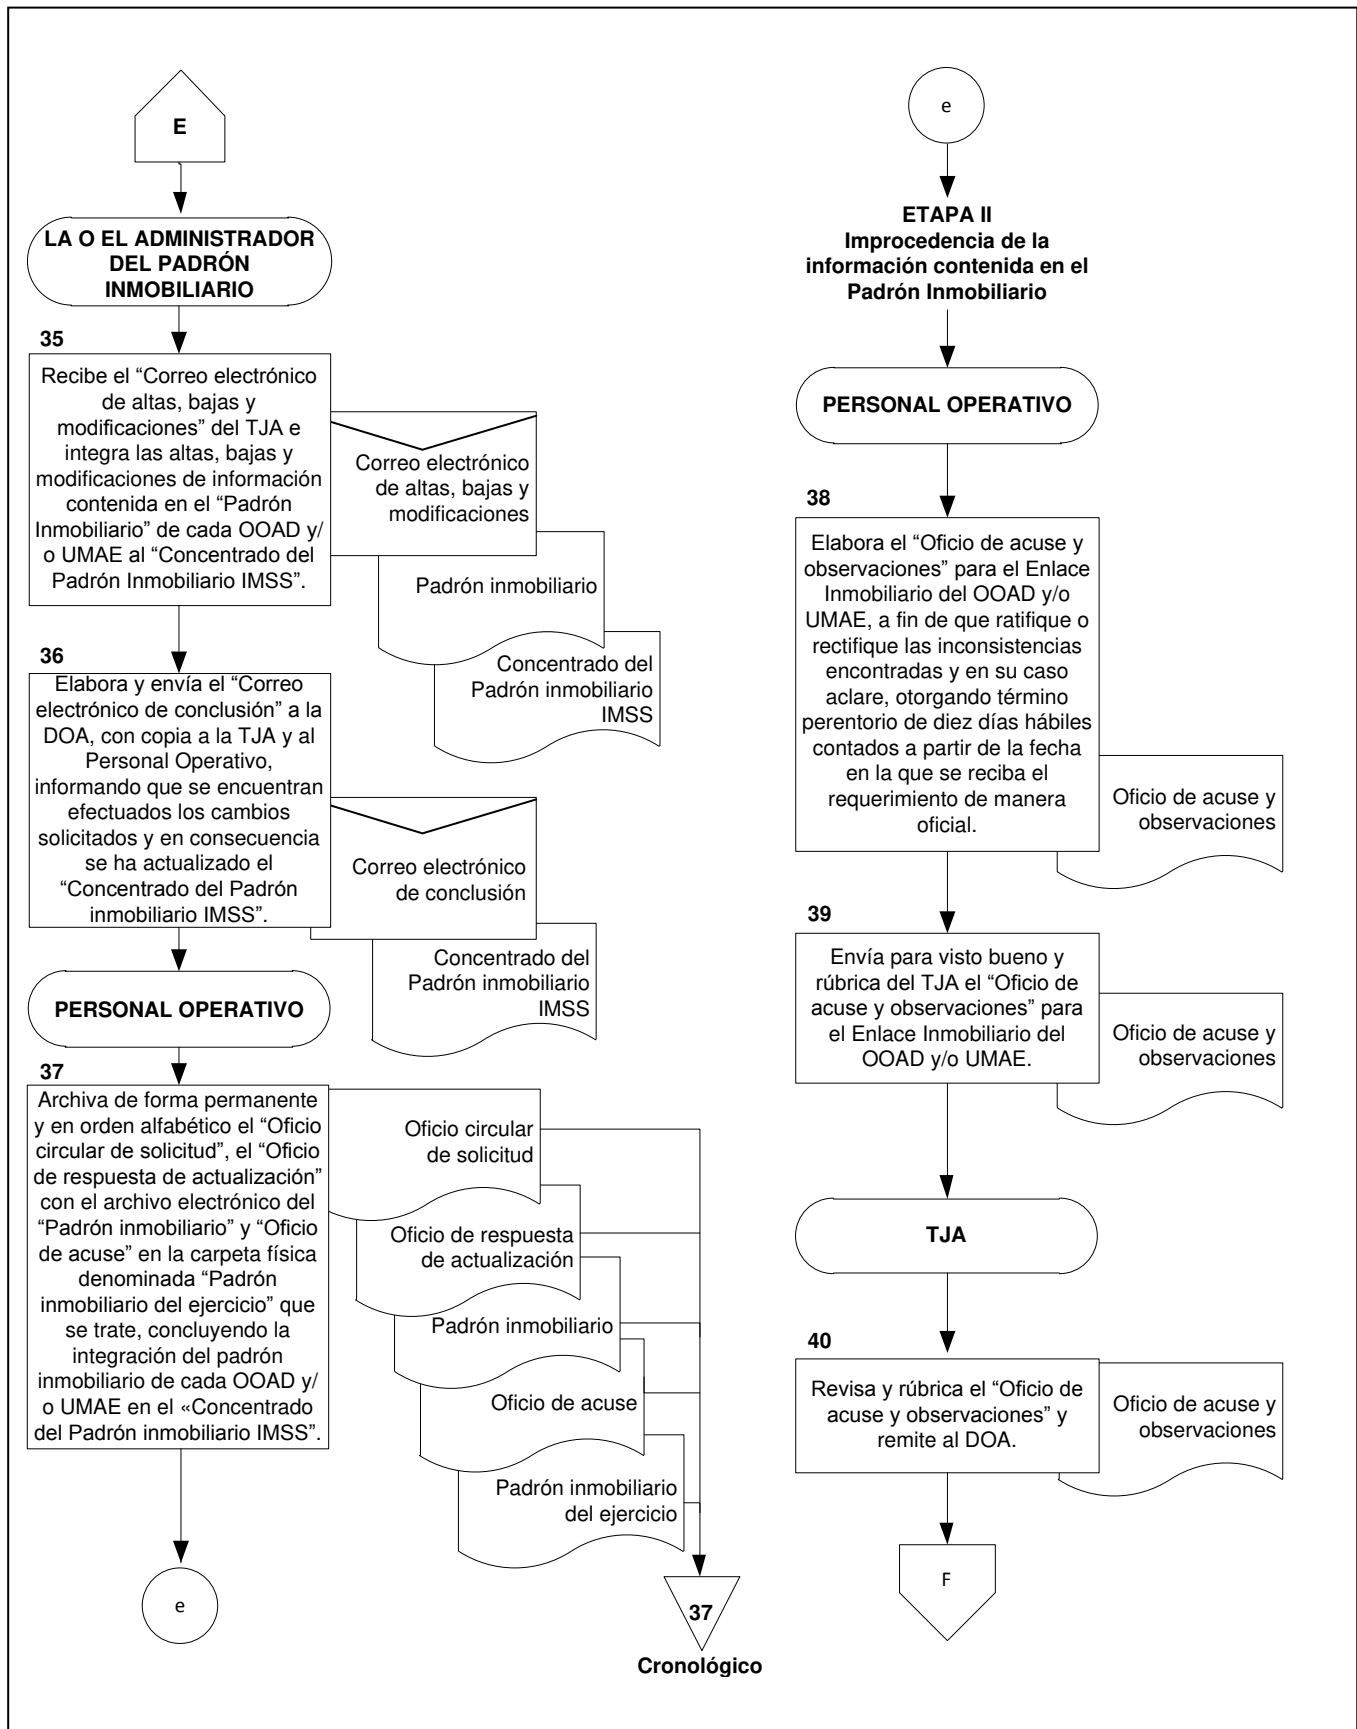 E
LA O EL ADMINISTRADOR
DEL PADRÓN
INMOBILIARIO
35
Recibe el “Correo electrónico
de altas, bajas y
modificaciones” del TJA e
integra las altas, bajas y
modificaciones de información
contenida en el “Padrón
Inmobiliario” de cada OOAD y/
o UMAE al “Concentrado del
Padrón Inmobiliario IMSS”.
Correo electrónico
de altas, bajas y
modificaciones
Padrón inmobiliario
Concentrado del
Padrón inmobiliario
IMSS
36
Elabora y envía el “Correo
electrónico de conclusión” a la
DOA, con copia a la TJA y al
Personal Operativo,
informando que se encuentran
efectuados los cambios
solicitados y en consecuencia
se ha actualizado el
“Concentrado del Padrón
inmobiliario IMSS”.
Correo electrónico
de conclusión
Concentrado del
Padrón inmobiliario
IMSS
PERSONAL OPERATIVO
37
Archiva de forma permanente
y en orden alfabético el “Oficio
circular de solicitud”, el “Oficio
de respuesta de actualización”
con el archivo electrónico del
“Padrón inmobiliario” y “Oficio
de acuse” en la carpeta física
denominada “Padrón
inmobiliario del ejercicio” que
se trate, concluyendo la
integración del padrón
inmobiliario de cada OOAD y/
o UMAE en el «Concentrado
del Padrón inmobiliario IMSS”.
Oficio circular
de solicitud
Oficio de respuesta
de actualización
Padrón inmobiliario
Oficio de acuse
Padrón inmobiliario
del ejercicio
37
Cronológico
e
e
ETAPA II
Improcedencia de la
información contenida en el
Padrón Inmobiliario
PERSONAL OPERATIVO
38
Elabora el “Oficio de acuse y
observaciones” para el Enlace
Inmobiliario del OOAD y/o
UMAE, a fin de que ratifique o
rectifique las inconsistencias
encontradas y en su caso
aclare, otorgando término
perentorio de diez días hábiles
contados a partir de la fecha
en la que se reciba el
requerimiento de manera
oficial.
Oficio de acuse y
observaciones
39
Envía para visto bueno y
rúbrica del TJA el “Oficio de
acuse y observaciones” para
el Enlace Inmobiliario del
OOAD y/o UMAE.
Oficio de acuse y
observaciones
TJA
40
Revisa y rúbrica el “Oficio de
acuse y observaciones” y
remite al DOA.
Oficio de acuse y
observaciones
F